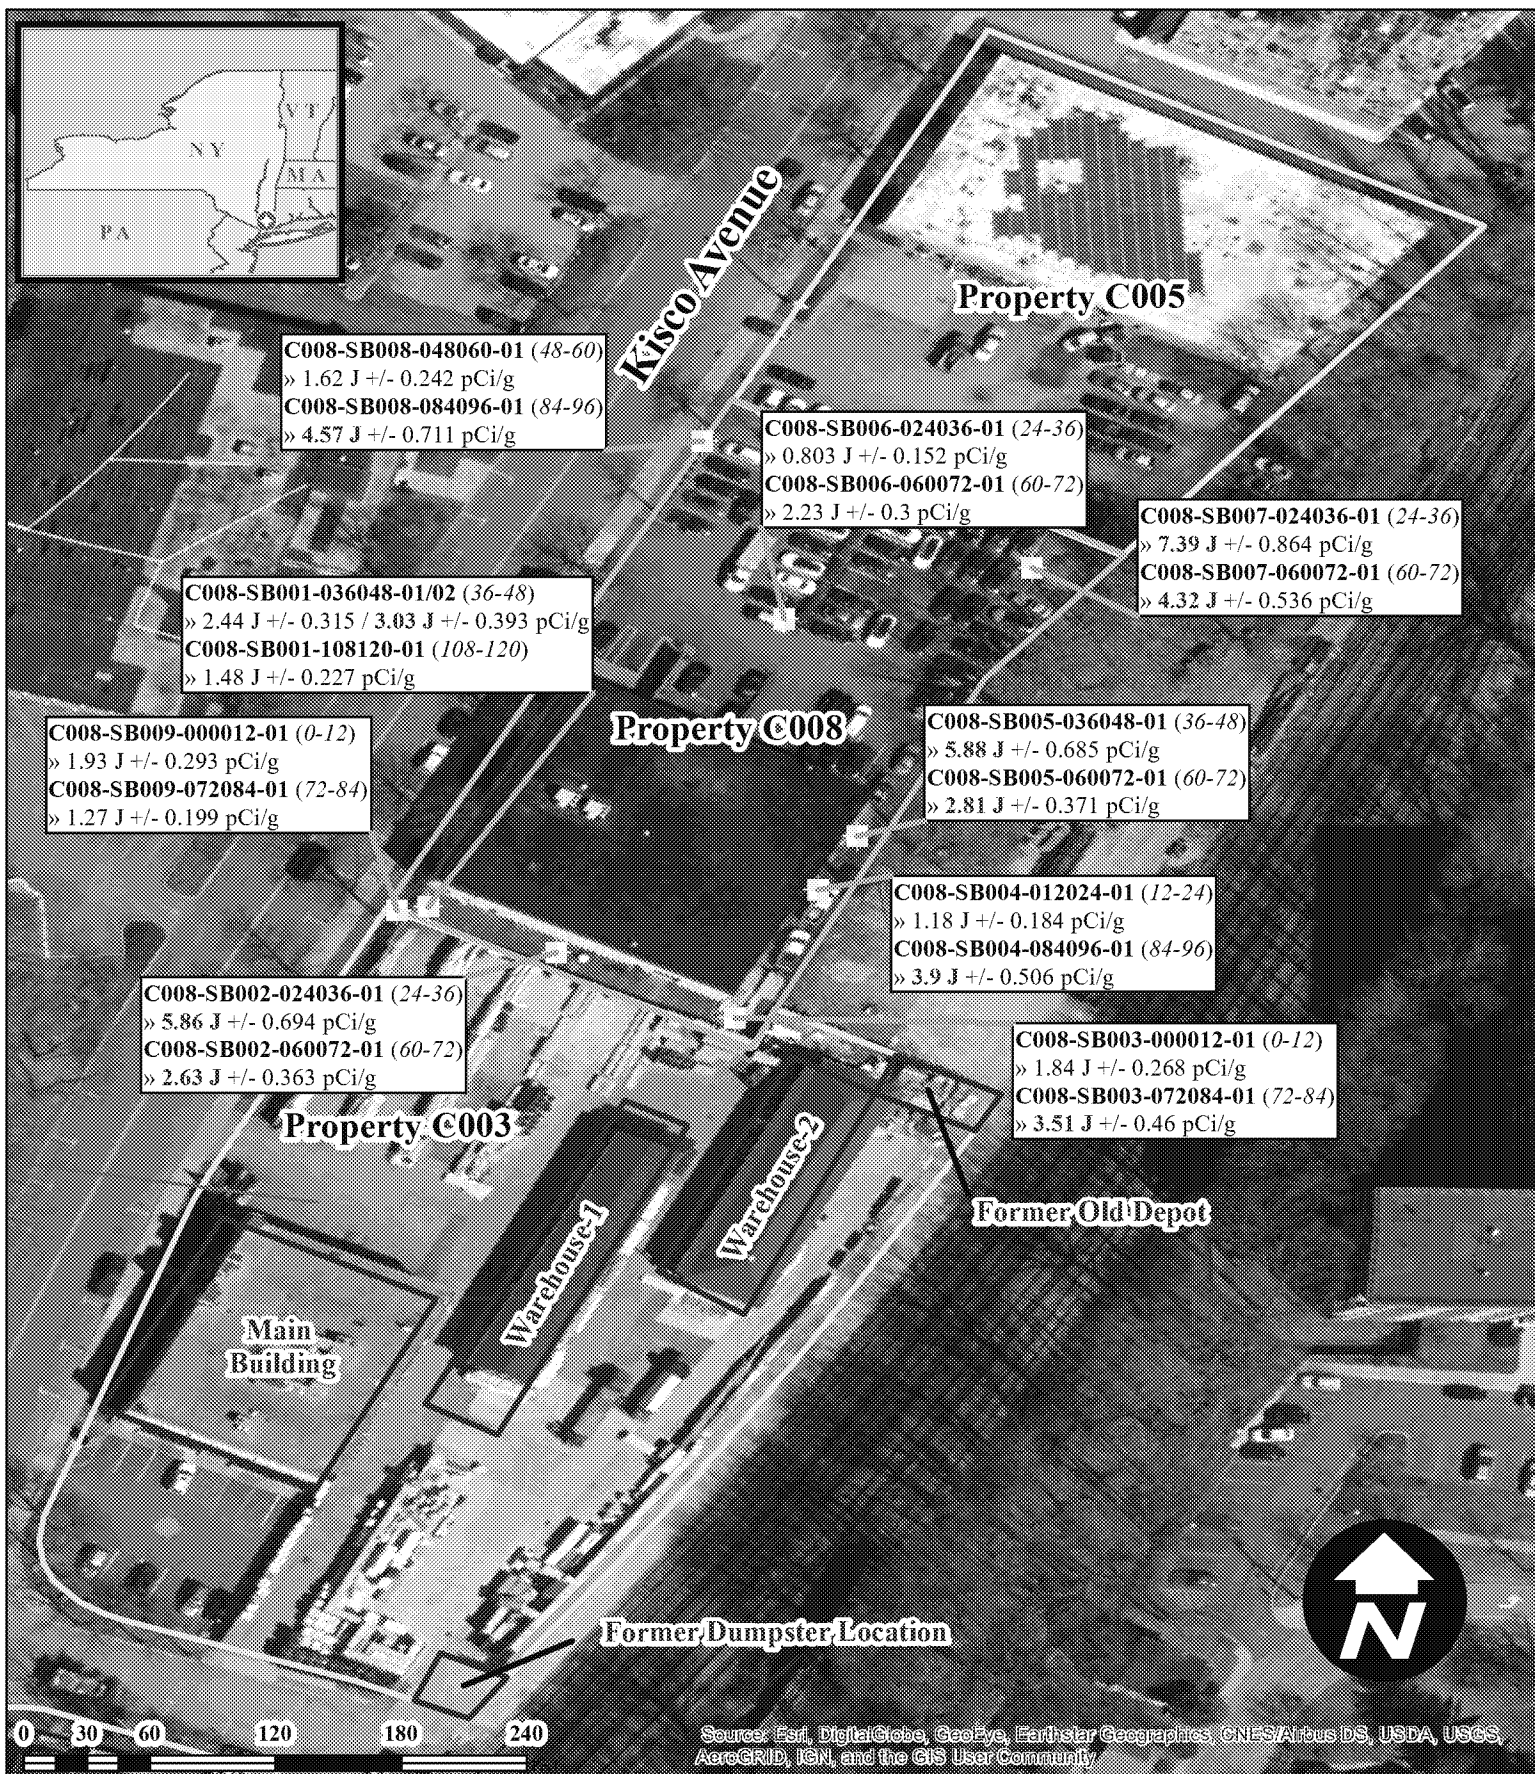 VT
NY
MA
PA
Kisco Avenue
Property C005
C008-SB008-048060-01 (48-60)
» 1.62 J +/- 0.242 pCi/g
C008-SB008-084096-01 (84-96)
» 4.57 J +/- 0.711 pCi/g
C008-SB006-024036-01 (24-36)
» 0.803 J +/- 0.152 pCi/g
C008-SB006-060072-01 (60-72)
» 2.23 J +/- 0.3 pCi/g
C008-SB007-024036-01 (24-36)
» 7.39 J +/- 0.864 pCi/g
C008-SB007-060072-01 (60-72)
» 4.32 J +/- 0.536 pCi/g
C008-SB001-036048-01/02 (36-48)
» 2.44 J +/- 0.315 / 3.03 J +/- 0.393 pCi/g
C008-SB001-108120-01 (108-120)
» 1.48 J +/- 0.227 pCi/g
Property C008
C008-SB009-000012-01 (0-12)
» 1.93 J +/- 0.293 pCi/g
C008-SB009-072084-01 (72-84)
» 1.27 J +/- 0.199 pCi/g
C008-SB005-036048-01 (36-48)
» 5.88 J +/- 0.685 pCi/g
C008-SB005-060072-01 (60-72)
» 2.81 J +/- 0.371 pCi/g
C008-SB004-012024-01 (12-24)
» 1.18 J +/- 0.184 pCi/g
C008-SB004-084096-01 (84-96)
» 3.9 J +/- 0.506 pCi/g
C008-SB002-024036-01 (24-36)
» 5.86 J +/- 0.694 pCi/g
C008-SB002-060072-01 (60-72)
» 2.63 J +/- 0.363 pCi/g
C008-SB003-000012-01 (0-12)
» 1.84 J +/- 0.268 pCi/g
C008-SB003-072084-01 (72-84)
» 3.51 J +/- 0.46 pCi/g
Property C003
Warehouse-2
Former Old Depot
Warehouse-1
Main
Building
Former Dumpster Location
N
0 30 60 120 180 240
Source: Esri, DigitalGlobe, GeoEye, Earthstar Geographics, CNES/Airbus DS, USDA, USGS,
AeroGRID, IGN, and the GIS User Community